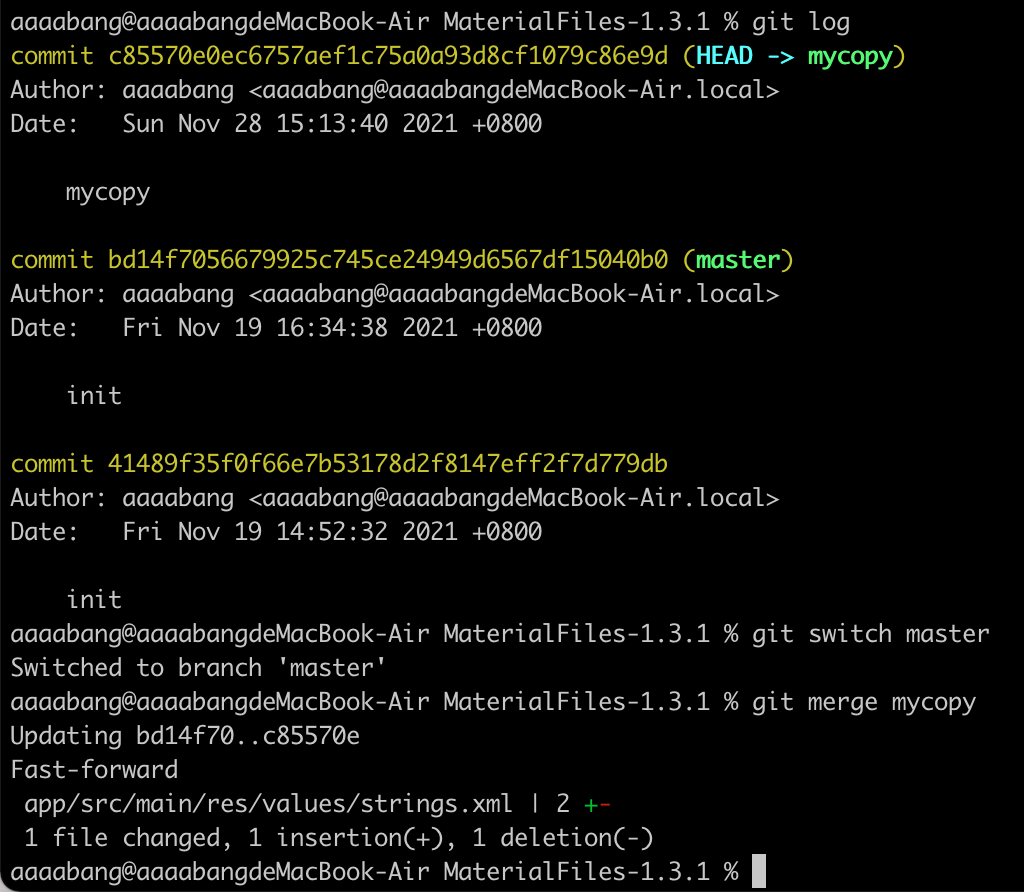 aaaabang@aaaabangdeMacBook-Air MaterialFiles-1.3.1 % git log
commit c85570e0ec6757aef1c75a0a93d8cf1079c86e9d (HEAD -> mycopy)
Author: aaaabang <aaaabang@aaaabangdeMacBook-Air.local>
Date:   Sun Nov 28 15:13:40 2021 +0800
    mycopy
commit bd14f7056679925c745ce24949d6567df15040b0 (master)
Author: aaaabang <aaaabang@aaaabangdeMacBook-Air.local>
Date:   Fri Nov 19 16:34:38 2021 +0800
    init
commit 41489f35f0f66e7b53178d2f8147eff2f7d779db
Author: aaaabang <aaaabang@aaaabangdeMacBook-Air.local>
Date:   Fri Nov 19 14:52:32 2021 +0800
    init
aaaabang@aaaabangdeMacBook-Air MaterialFiles-1.3.1 % git switch master
Switched to branch 'master'
aaaabang@aaaabangdeMacBook-Air MaterialFiles-1.3.1 % git merge mycopy
Updating bd14f70..c85570e
Fast-forward
 app/src/main/res/values/strings.xml | 2 +-
 1 file changed, 1 insertion(+), 1 deletion(-)
aaaabang@aaaabangdeMacBook-Air MaterialFiles-1.3.1 %